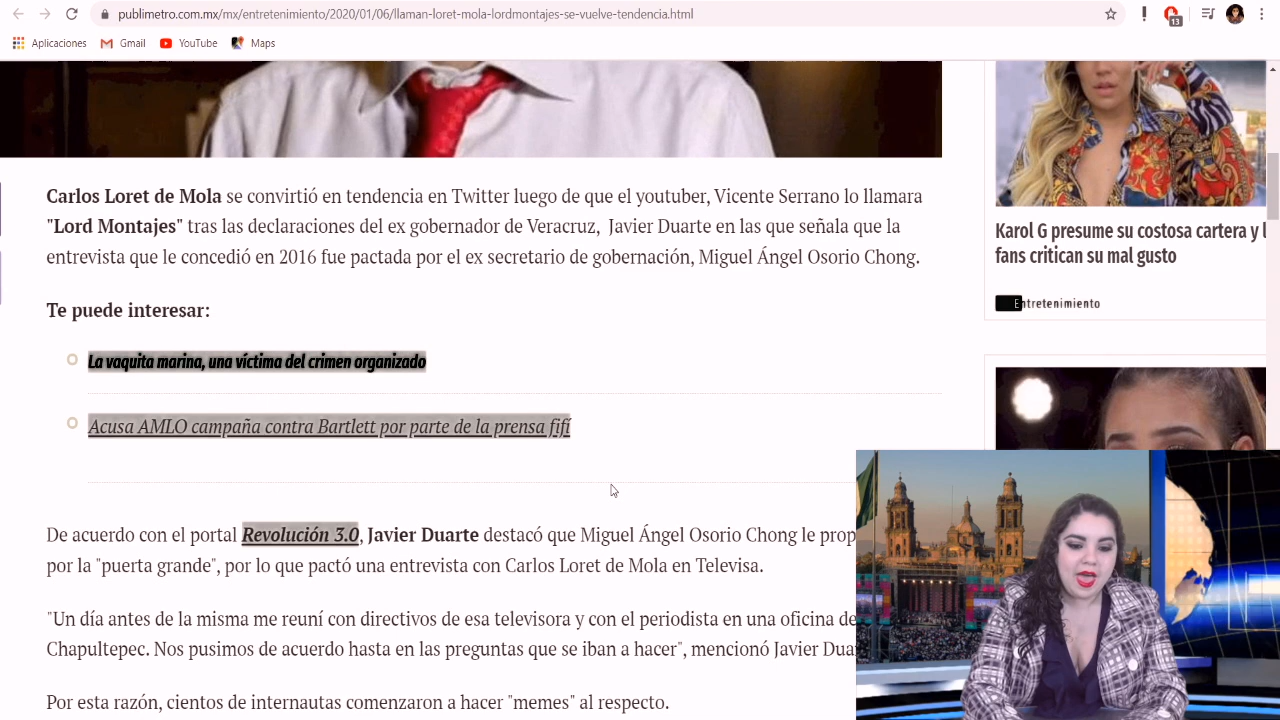 publimetro.com.mx/mx/entretenimiento/2020/01/06/llaman-loret-mola-lordmontajes-se-vuelve-tendencia.html
13
Aplicaciones Gmail YouTube Maps
Carlos Loret de Mola se convirtió en tendencia en Twitter luego de que el youtuber, Vicente Serrano lo llamara
"Lord Montajes" tras las declaraciones del ex gobernador de Veracruz, Javier Duarte en las que señala que la
entrevista que le concedió en 2016 fue pactada por el ex secretario de gobernación, Miguel Ángel Osorio Chong.
Te puede interesar:
La vaquita marina, una víctima del crimen organizado
Acusa AMLO campaña contra Bartlett por parte de la prensa fifí
De acuerdo con el portal Revolución 3.0, Javier Duarte destacó que Miguel Ángel Osorio Chong le prop
por la "puerta grande", por lo que pactó una entrevista con Carlos Loret de Mola en Televisa.
"Un día antes de la misma me reuní con directivos de esa televisora y con el periodista en una oficina de
Chapultepec. Nos pusimos de acuerdo hasta en las preguntas que se iban a hacer", mencionó Javier Dua
Por esta razón, cientos de internautas comenzaron a hacer "memes" al respecto.
Karol G presume su costosa cartera y l
fans critican su mal gusto
Entretenimiento